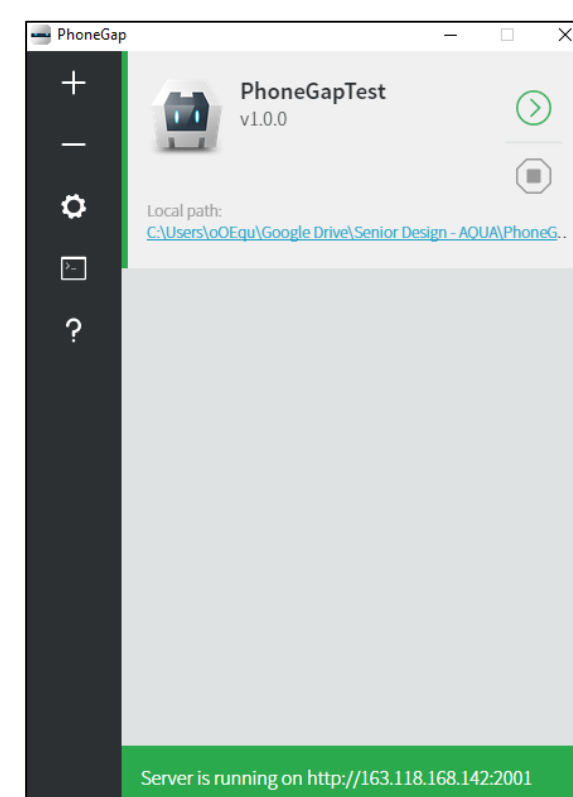 PhoneGap
PhoneGapTest
v1.0.0
Local path:
C:\Users\oOEqu\Google Drive\Senior Design - AQUA\PhoneG..
Server is running on http://163.118.168.142:2001